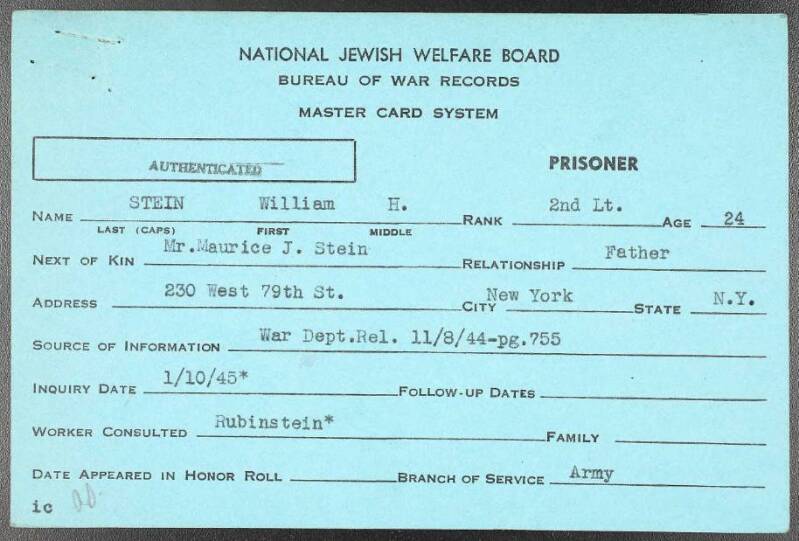 NATIONAL JEWISH WELFARE BOARD
BUREAU OF WAR RECORDS
MASTER CARD SYSTEM
AUTHENTICATED PRISONER
NAME STEIN William H. RANK 2nd Lt. AGE 24
LAST (CAPS) FIRST MIDDLE
NEXT OF KIN Mr.Maurice J. Stein RELATIONSHIP Father
ADDRESS 230 West 79th St. CITY New York STATE N.Y.
SOURCE OF INFORMATION War Dept.Rel. 11/8/44-pg.755
INQUIRY DATE 1/10/45* FOLLOW-UP DATES
WORKER CONSULTED Rubinstein* FAMILY
DATE APPEARED IN HONOR ROLL BRANCH OF SERVICE Army
ic